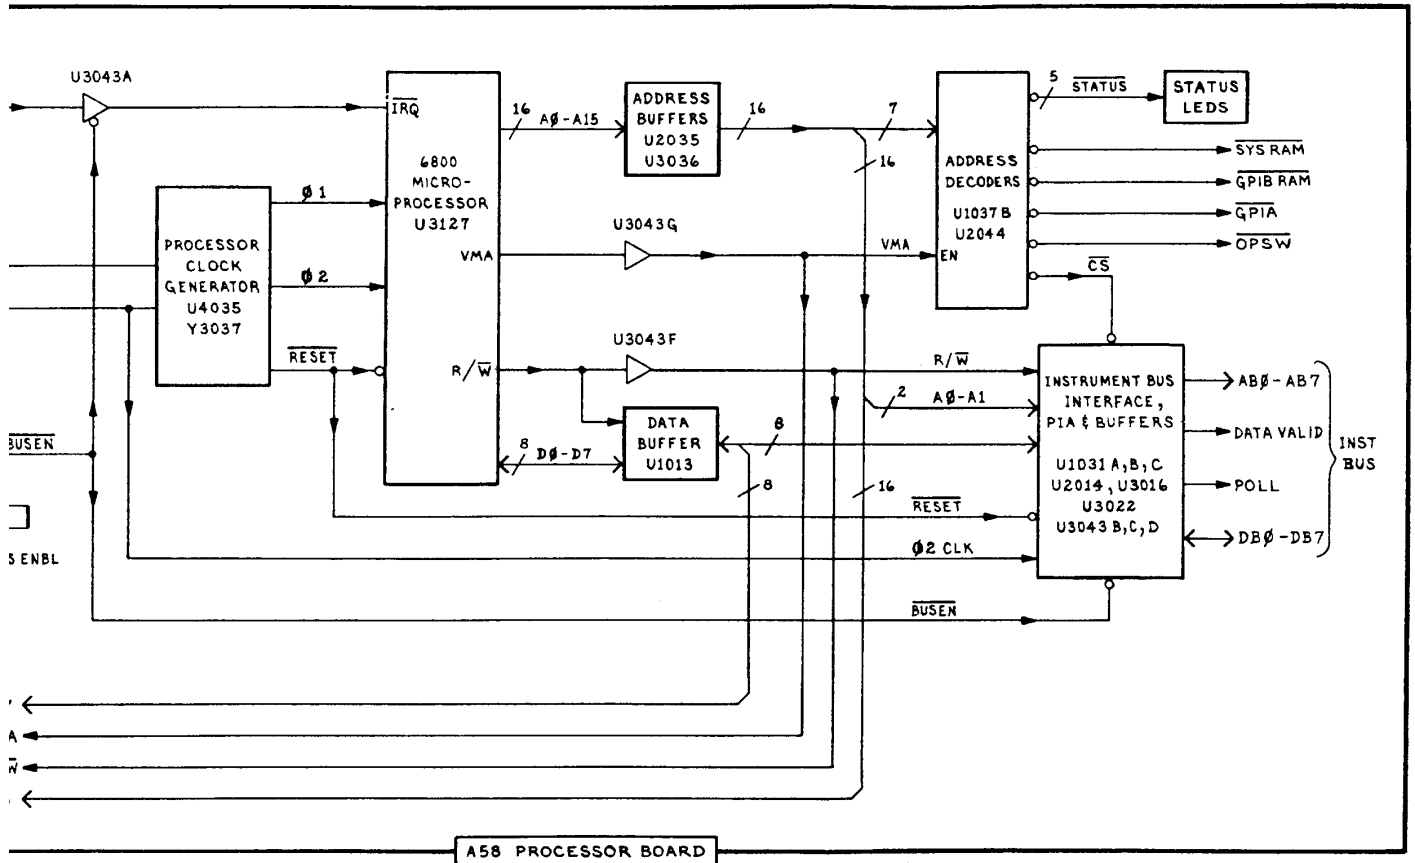 U3043A
IRQ
16
AØ-A15
ADDRESS
BUFFERS
U2035
U3036
16
7
16
5
STATUS
STATUS
LEDS
ADDRESS
DECODERS
U1037B
U2044
EN
SYS RAM
GPIB RAM
GPIA
OPSW
CS
6800
MICRO-
PROCESSOR
U3127
VMA
R/W
PROCESSOR
CLOCK
GENERATOR
U4035
Y3037
Ø1
Ø2
RESET
U3043G
VMA
U3043F
R/W
2
AØ-A1
DATA
BUFFER
U1013
8
DØ-D7
8
8
16
RESET
Ø2 CLK
BUSEN
BUSEN
S ENBL
INSTRUMENT BUS
INTERFACE,
PIA & BUFFERS
U1031 A, B, C
U2014, U3016
U3022
U3043 B, C, D
ABØ-AB7
DATA VALID
POLL
DBØ-DB7
INST
BUS
A
W
A58 PROCESSOR BOARD